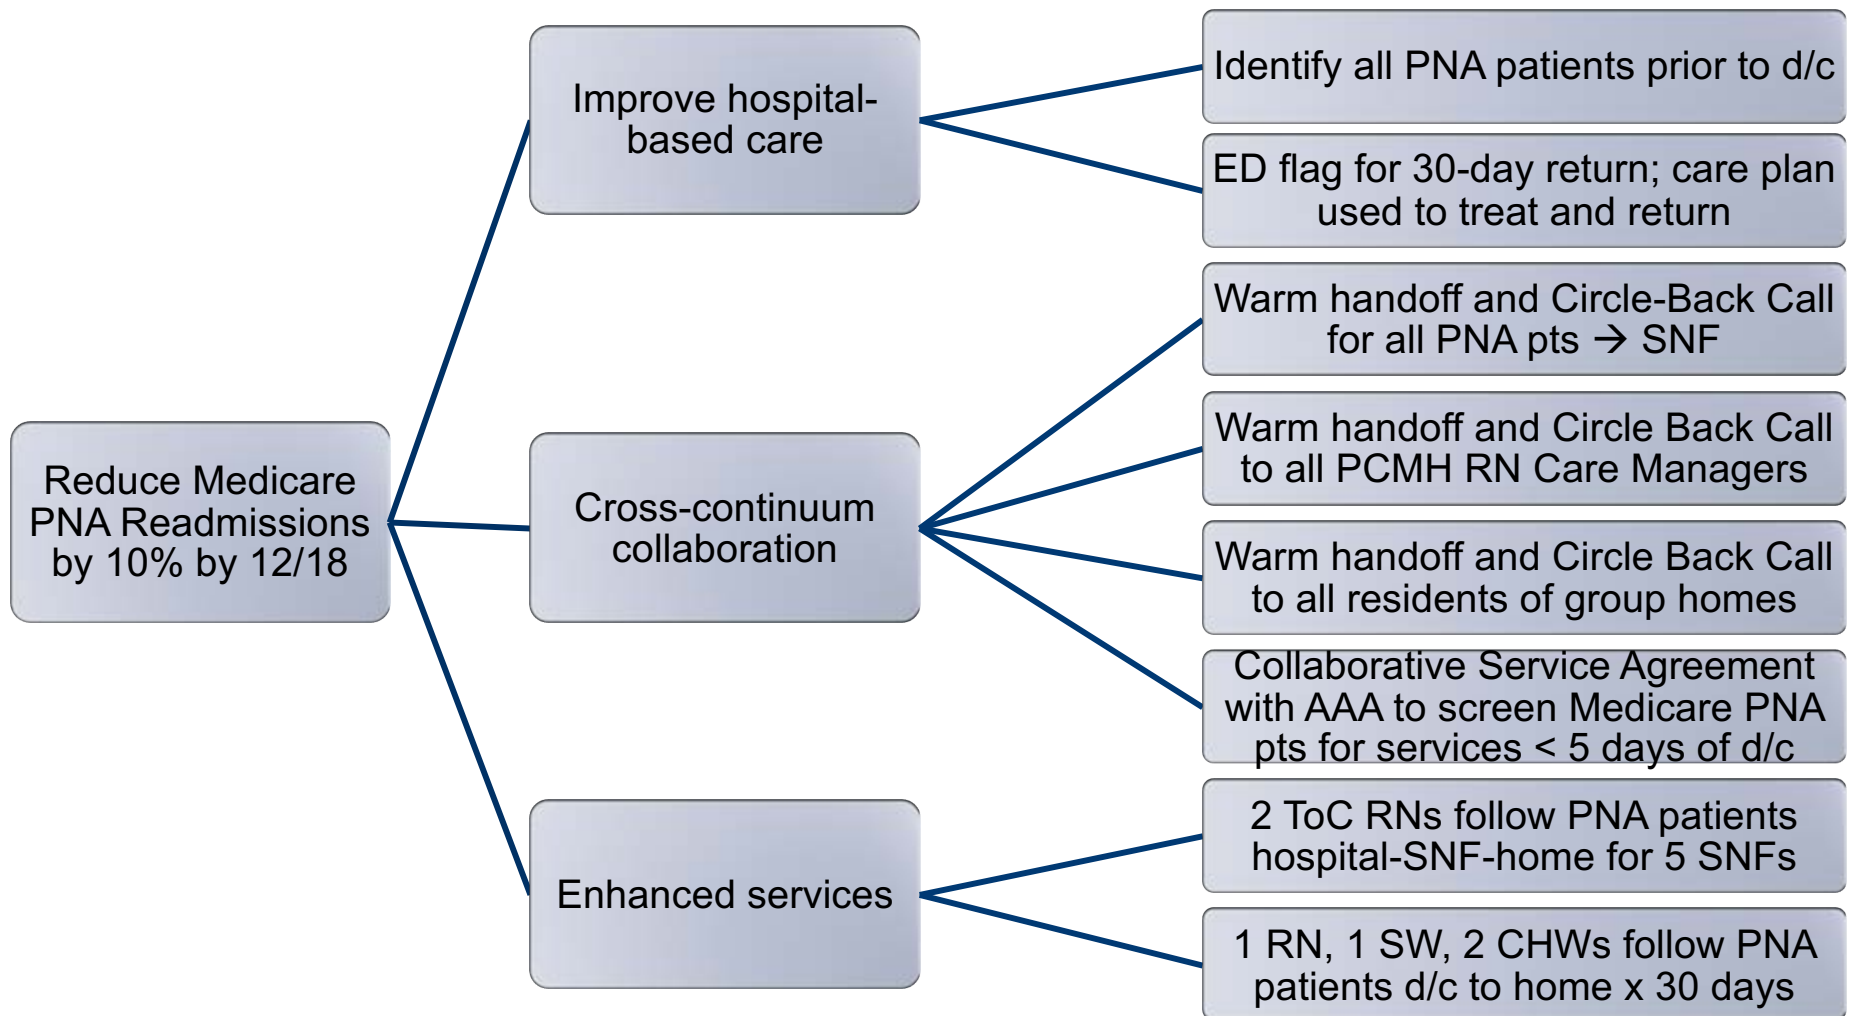 Reduce Medicare
PNA Readmissions
by 10% by 12/18
Improve hospital-
based care
Cross-continuum
collaboration
Enhanced services
Identify all PNA patients prior to d/c
ED flag for 30-day return; care plan
used to treat and return
Warm handoff and Circle-Back Call
for all PNA pts → SNF
Warm handoff and Circle Back Call
to all PCMH RN Care Managers
Warm handoff and Circle Back Call
to all residents of group homes
Collaborative Service Agreement
with AAA to screen Medicare PNA
pts for services < 5 days of d/c
2 ToC RNs follow PNA patients
hospital-SNF-home for 5 SNFs
1 RN, 1 SW, 2 CHWs follow PNA
patients d/c to home x 30 days